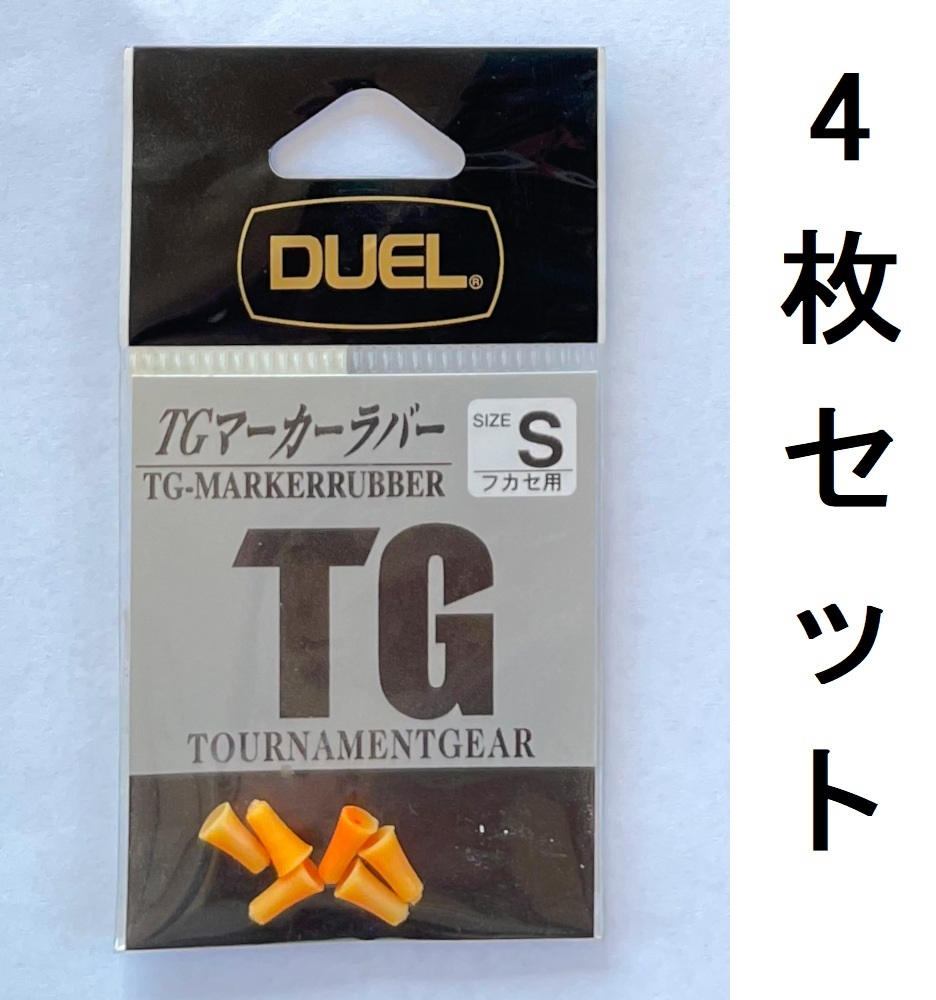 DUEL®
TGマーカーラバー
TG-MARKERRUBBER
SIZE S
フカセ用
TG
TOURNAMENTGEAR
4枚セット